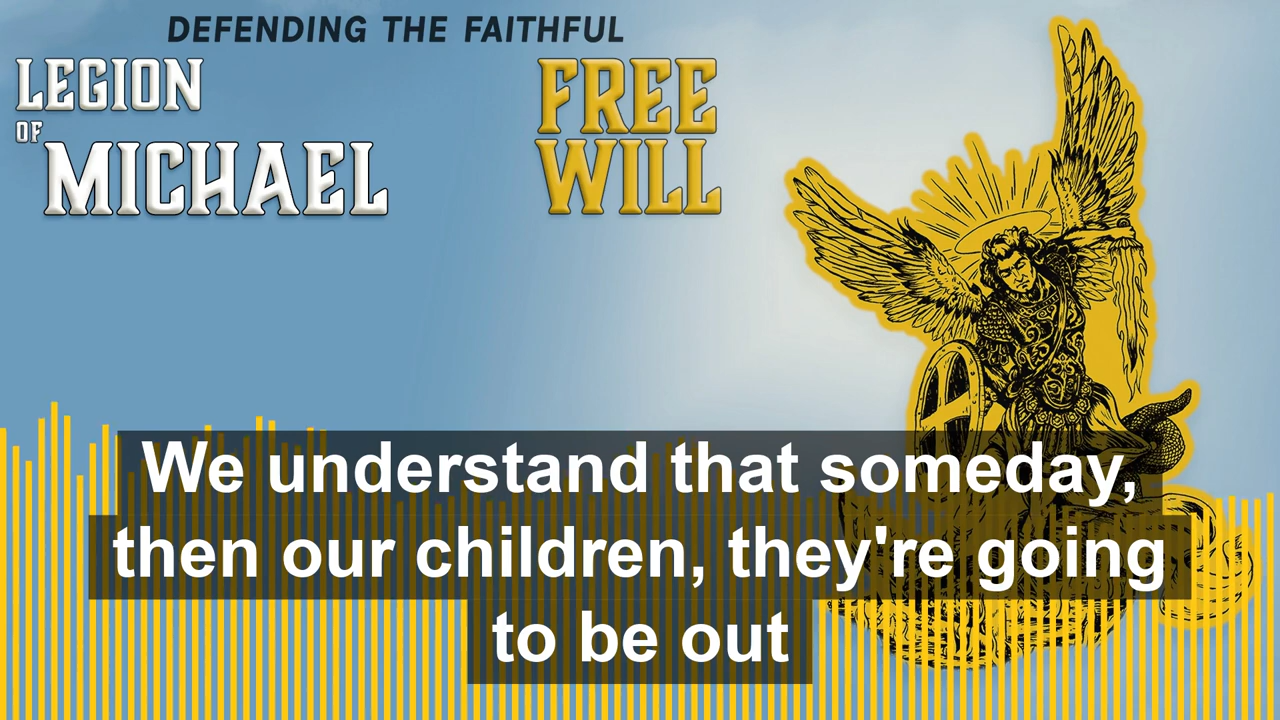 DEFENDING THE FAITHFUL
LEGION
OF
MICHAEL
FREE
WILL
We understand that someday,
then our children, they're going
to be out